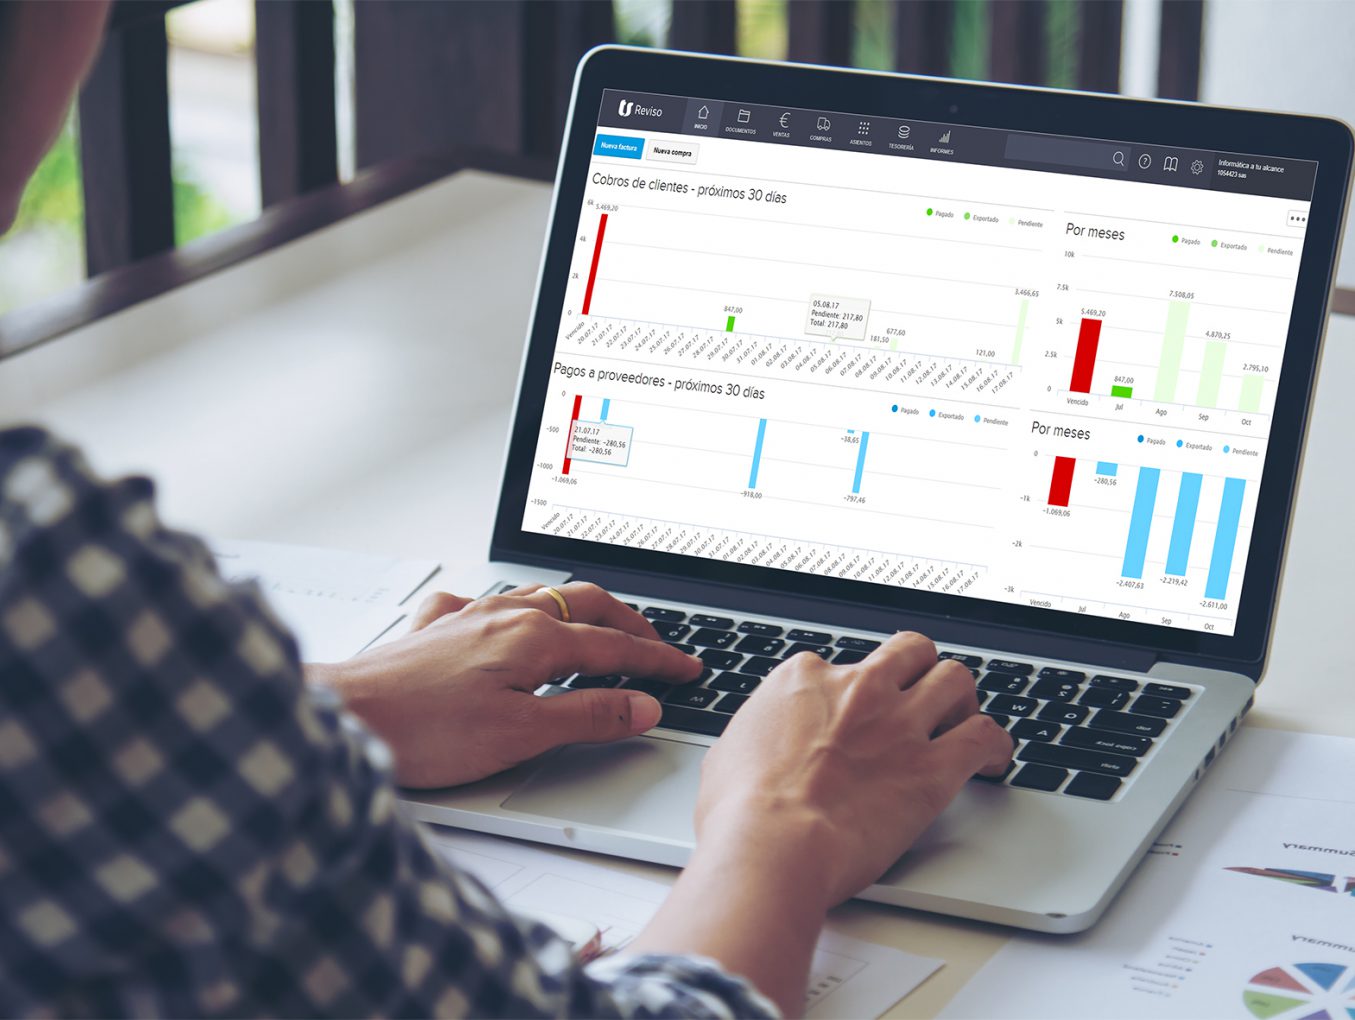 Reviso
INICIO
DOCUMENTOS
VENTAS
COMPRAS
ASIENTOS
TESORERÍA
INFORMES
Informática a tu alcance
1054423 sas
Nueva factura
Nueva compra
Cobros de clientes - próximos 30 días
Pagado
Exportado
Pendiente
6k
4k
2k
0
5.469,20
847,00
05.08.17
Pendiente: 217,80
Total: 217,80
181,50
677,60
121,00
3.466,65
Vencido
20.07.17
21.07.17
22.07.17
23.07.17
24.07.17
25.07.17
26.07.17
27.07.17
28.07.17
29.07.17
30.07.17
31.07.17
01.08.17
02.08.17
03.08.17
04.08.17
05.08.17
06.08.17
07.08.17
08.08.17
09.08.17
10.08.17
11.08.17
12.08.17
13.08.17
14.08.17
15.08.17
16.08.17
17.08.17
Por meses
Pagado
Exportado
Pendiente
10k
7.5k
5k
2.5k
0
5.469,20
847,00
7.508,05
4.870,25
2.795,10
Vencido
Jul
Ago
Sep
Oct
Pagos a proveedores - próximos 30 días
Pagado
Exportado
Pendiente
0
-500
-1000
-1500
-1.069,06
21.07.17
Pendiente: -280,56
Total: -280,56
-918,00
-38,65
-797,46
Vencido
20.07.17
21.07.17
22.07.17
23.07.17
24.07.17
25.07.17
26.07.17
27.07.17
28.07.17
29.07.17
30.07.17
31.07.17
01.08.17
02.08.17
03.08.17
04.08.17
05.08.17
06.08.17
07.08.17
08.08.17
09.08.17
10.08.17
11.08.17
12.08.17
13.08.17
14.08.17
15.08.17
16.08.17
17.08.17
Por meses
Pagado
Exportado
Pendiente
0
-1k
-2k
-3k
-1.069,06
-280,56
-2.407,63
-2.219,42
-2.611,00
Vencido
Jul
Ago
Sep
Oct
Summary